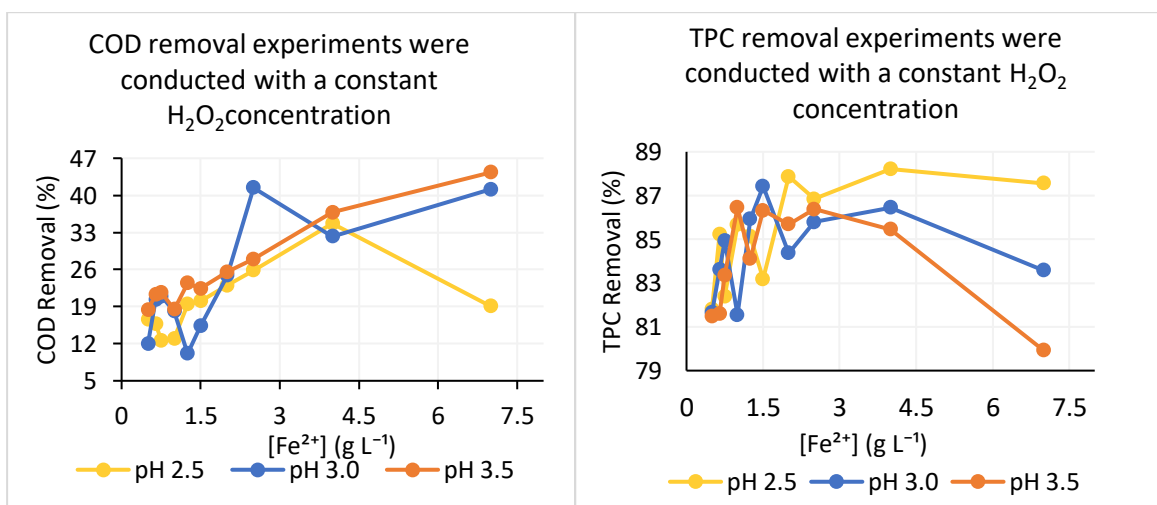 COD removal experiments were
conducted with a constant
H₂O₂concentration
COD Removal (%)
47
40
33
26
19
12
5
0
1.5
3
4.5
6
7.5
[Fe²⁺] (g L⁻¹)
pH 2.5
pH 3.0
pH 3.5
TPC removal experiments were
conducted with a constant H₂O₂
concentration
TPC Removal (%)
89
87
85
83
81
79
0
1.5
3
4.5
6
7.5
[Fe²⁺] (g L⁻¹)
pH 2.5
pH 3.0
pH 3.5